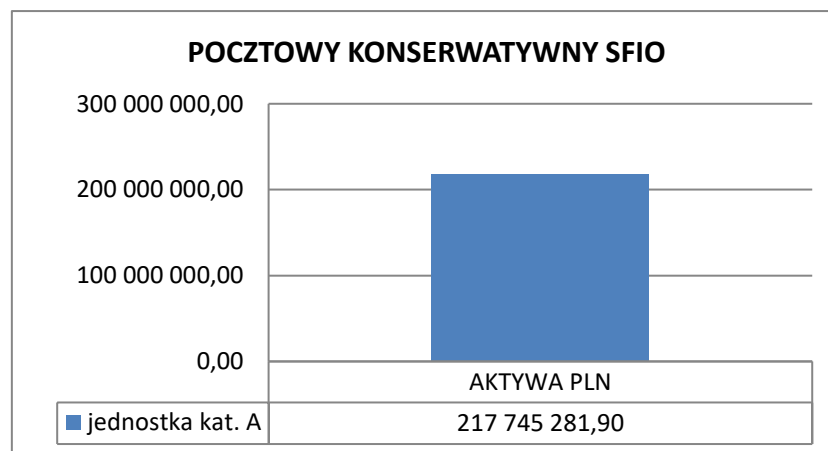 POCZTOWY KONSERWATYWNY SFIO
300 000 000,00
200 000 000,00
100 000 000,00
0,00
AKTYWA PLN
jednostka kat. A 217 745 281,90